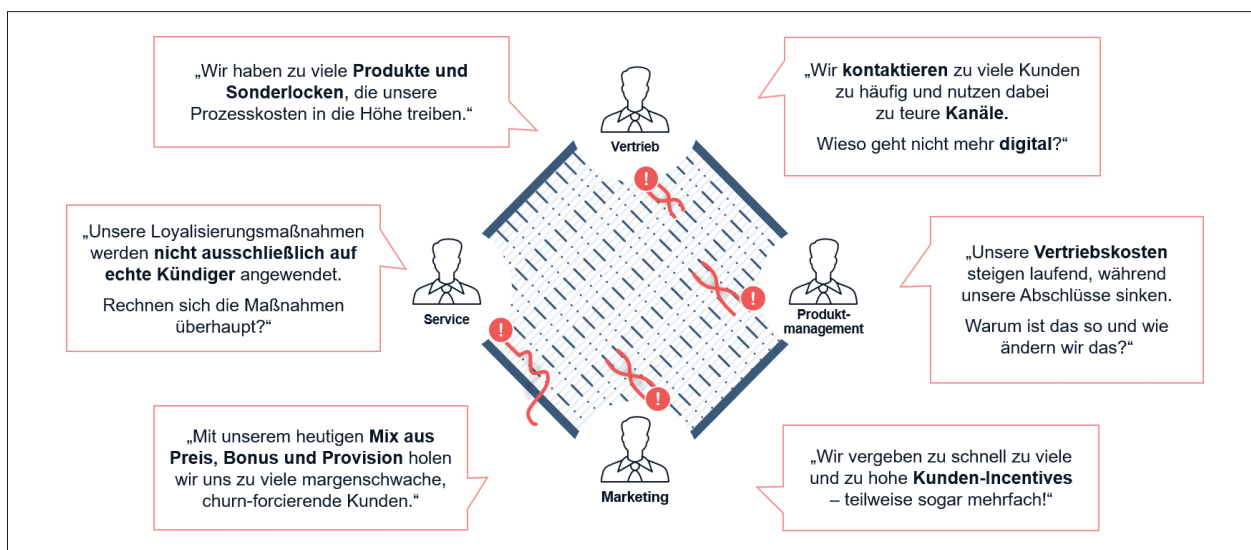 „Wir haben zu viele Produkte und
Sonderlocken, die unsere
Prozesskosten in die Höhe treiben.“
„Wir kontaktieren zu viele Kunden
zu häufig und nutzen dabei
zu teure Kanäle.
Wieso geht nicht mehr digital?“
Vertrieb
!
„Unsere Loyalisierungsmaßnahmen
werden nicht ausschließlich auf
echte Kündiger angewendet.
Rechnen sich die Maßnahmen
überhaupt?“
Service
!
!
Produkt-
management
„Unsere Vertriebskosten
steigen laufend, während
unsere Abschlüsse sinken.
Warum ist das so und wie
ändern wir das?“
!
„Mit unserem heutigen Mix aus
Preis, Bonus und Provision holen
wir uns zu viele margenschwache,
churn-forcierende Kunden.“
Marketing
„Wir vergeben zu schnell zu viele
und zu hohe Kunden-Incentives
– teilweise sogar mehrfach!“